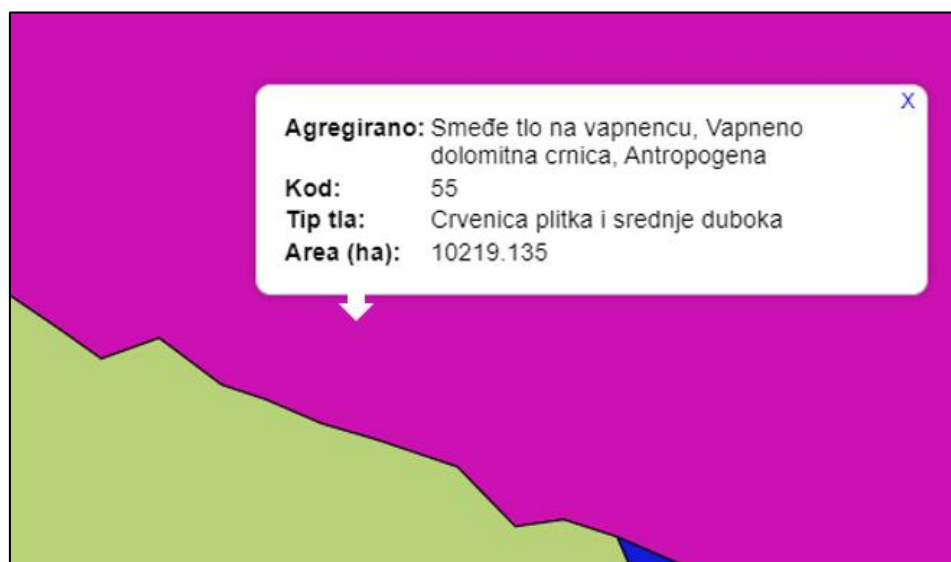 X
Agregirano: Smeđe tlo na vapnencu, Vapneno
dolomitna crnica, Antropogena
Kod: 55
Tip tla: Crvenica plitka i srednje duboka
Area (ha): 10219.135